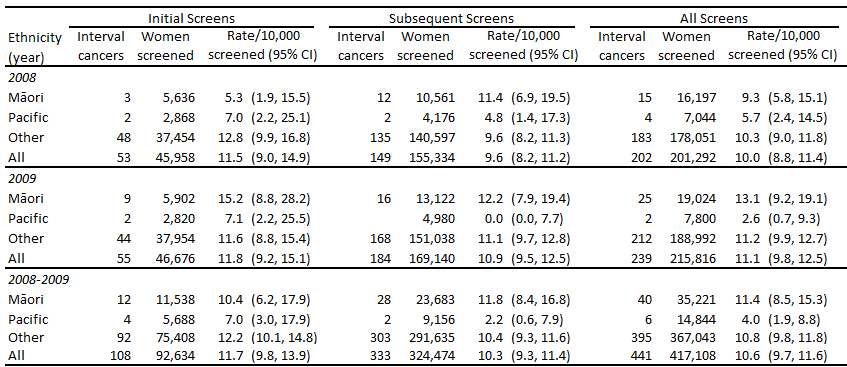 Initial Screens Subsequent Screens All Screens
Ethnicity Interval Women Rate/10,000 Interval Women Rate/10,000 Interval Women Rate/10,000
(year) cancers screened screened (95% CI) cancers screened screened (95% CI) cancers screened screened (95% CI)
2008
Māori 3 5,636 5.3 (1.9, 15.5) 12 10,561 11.4 (6.9, 19.5) 15 16,197 9.3 (5.8, 15.1)
Pacific 2 2,868 7.0 (2.2, 25.1) 2 4,176 4.8 (1.4, 17.3) 4 7,044 5.7 (2.4, 14.5)
Other 48 37,454 12.8 (9.9, 16.8) 135 140,597 9.6 (8.2, 11.3) 183 178,051 10.3 (9.0, 11.8)
All 53 45,958 11.5 (9.0, 14.9) 149 155,334 9.6 (8.2, 11.2) 202 201,292 10.0 (8.8, 11.4)
2009
Māori 9 5,902 15.2 (8.8, 28.2) 16 13,122 12.2 (7.9, 19.4) 25 19,024 13.1 (9.2, 19.1)
Pacific 2 2,820 7.1 (2.2, 25.5) 4,980 0.0 (0.0, 7.7) 2 7,800 2.6 (0.7, 9.3)
Other 44 37,954 11.6 (8.8, 15.4) 168 151,038 11.1 (9.7, 12.8) 212 188,992 11.2 (9.9, 12.7)
All 55 46,676 11.8 (9.2, 15.1) 184 169,140 10.9 (9.5, 12.5) 239 215,816 11.1 (9.8, 12.5)
2008-2009
Māori 12 11,538 10.4 (6.2, 17.9) 28 23,683 11.8 (8.4, 16.8) 40 35,221 11.4 (8.5, 15.3)
Pacific 4 5,688 7.0 (3.0, 17.9) 2 9,156 2.2 (0.6, 7.9) 6 14,844 4.0 (1.9, 8.8)
Other 92 75,408 12.2 (10.1, 14.8) 303 291,635 10.4 (9.3, 11.6) 395 367,043 10.8 (9.8, 11.8)
All 108 92,634 11.7 (9.8, 13.9) 333 324,474 10.3 (9.3, 11.4) 441 417,108 10.6 (9.7, 11.6)